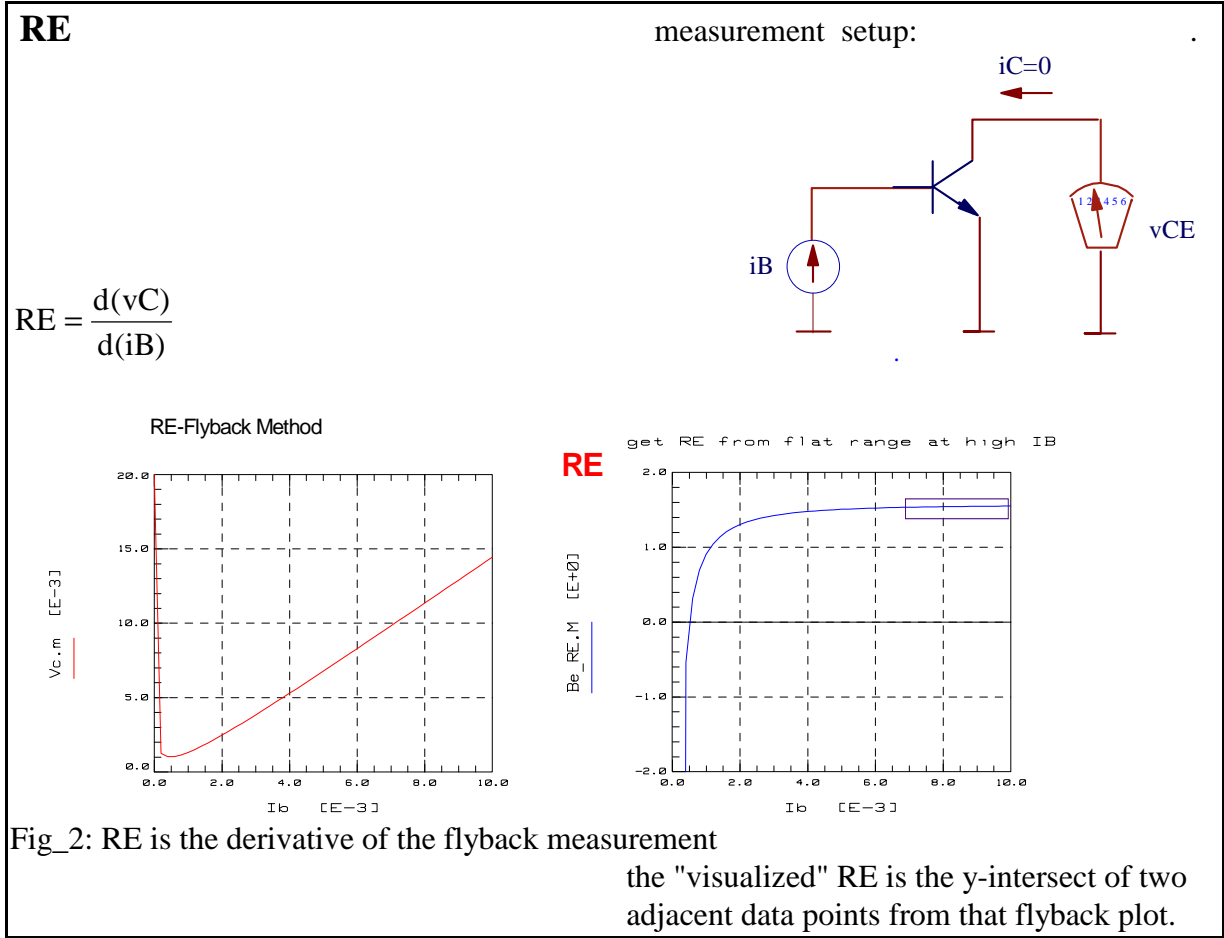 RE
measurement setup: .
iC=0
1 2 4 5 6
vCE
iB
RE = d(vC) / d(iB)
RE-Flyback Method
20.0
15.0
10.0
5.0
0.0
Vc.m [E-3]
0.0 2.0 4.0 6.0 8.0 10.0
Ib [E-3]
get RE from flat range at high IB
RE
2.0
1.0
0.0
-1.0
-2.0
Be_RE.M [E+0]
0.0 2.0 4.0 6.0 8.0 10.0
Ib [E-3]
Fig_2: RE is the derivative of the flyback measurement
the "visualized" RE is the y-intersect of two
adjacent data points from that flyback plot.